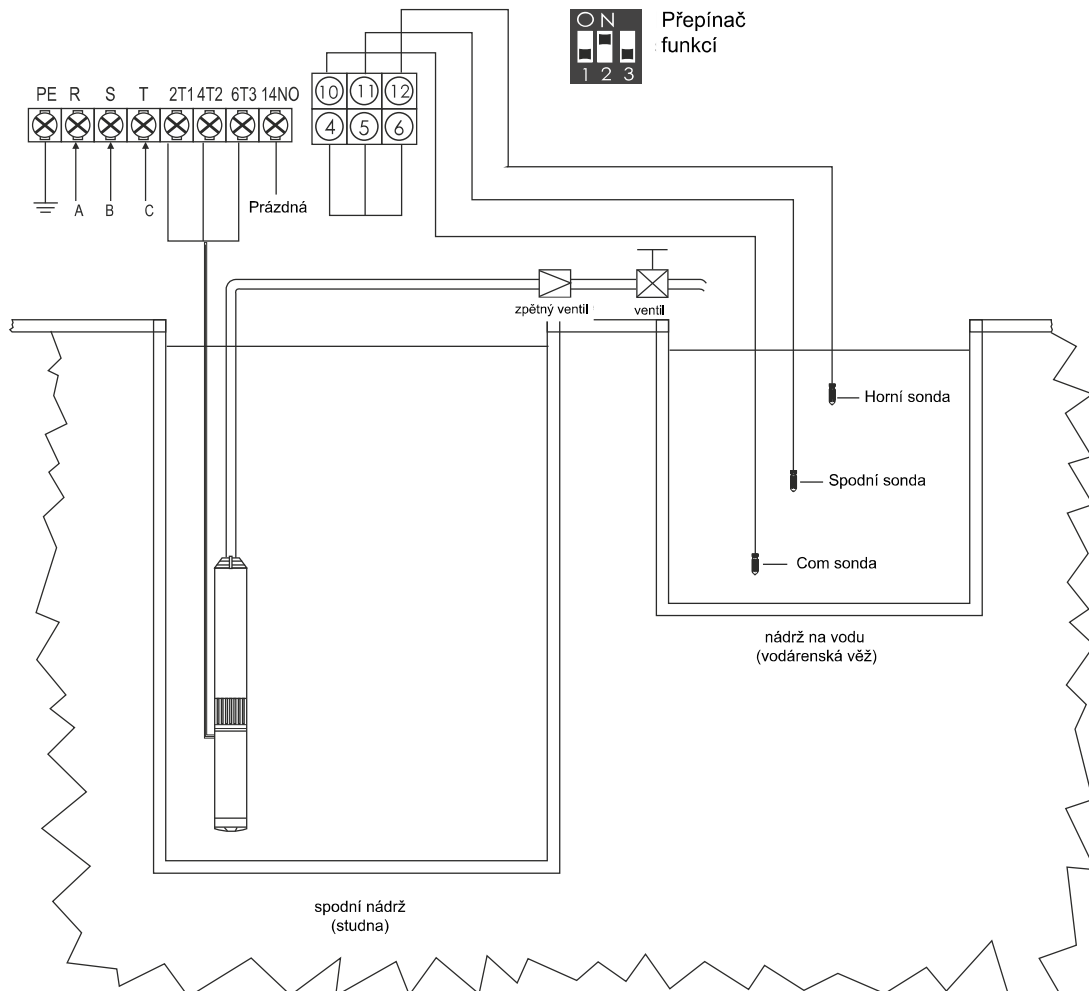 ON
1 2 3
Přepínač
funkcí
PE R S T 2T1 4T2 6T3 14NO
10 11 12
4 5 6
A B C
Prázdná
zpětný ventil
ventil
Horní sonda
Spodní sonda
Com sonda
nádrž na vodu
(vodárenská věž)
spodní nádrž
(studna)